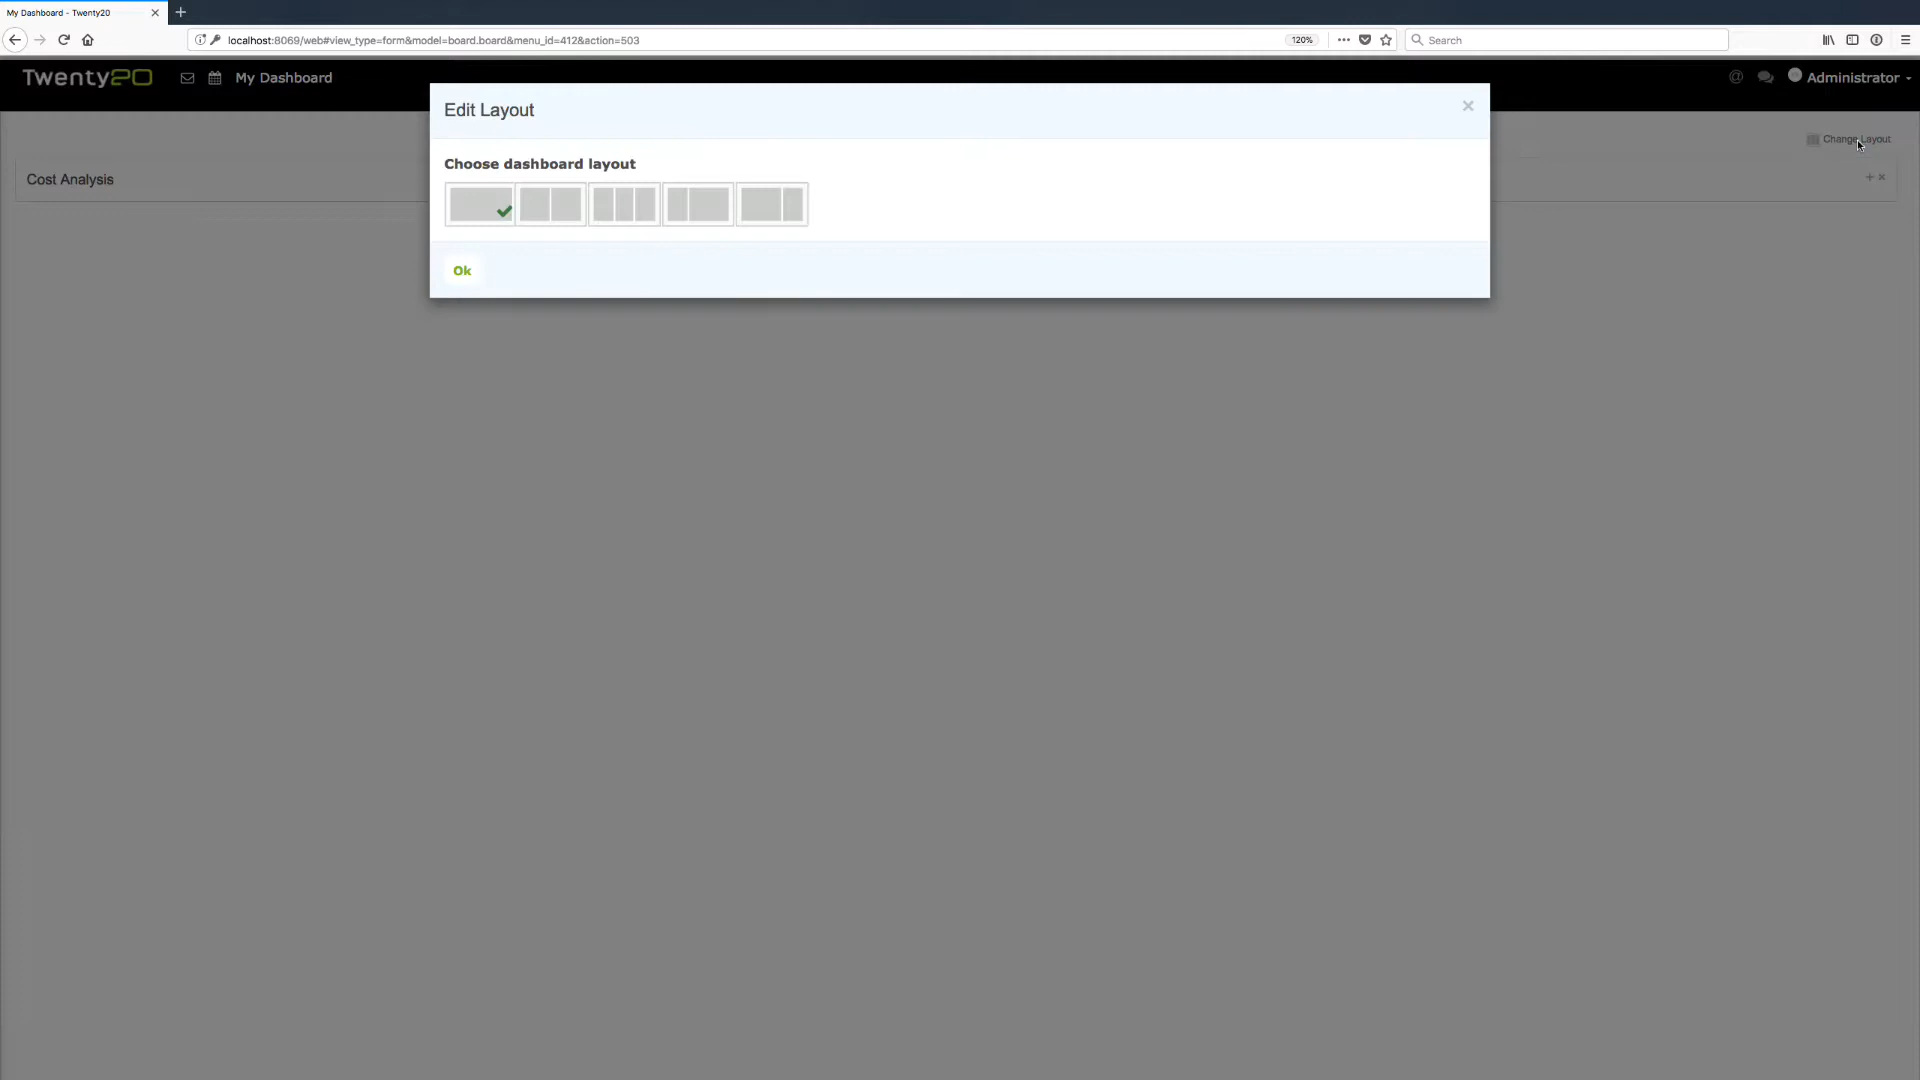 My Dashboard - Twenty20
localhost:8069/web#view_type=form&model=board.board&menu_id=412&action=503
120%
Search
Twenty20
My Dashboard
Administrator
Edit Layout
Change Layout
Choose dashboard layout
Cost Analysis
Ok